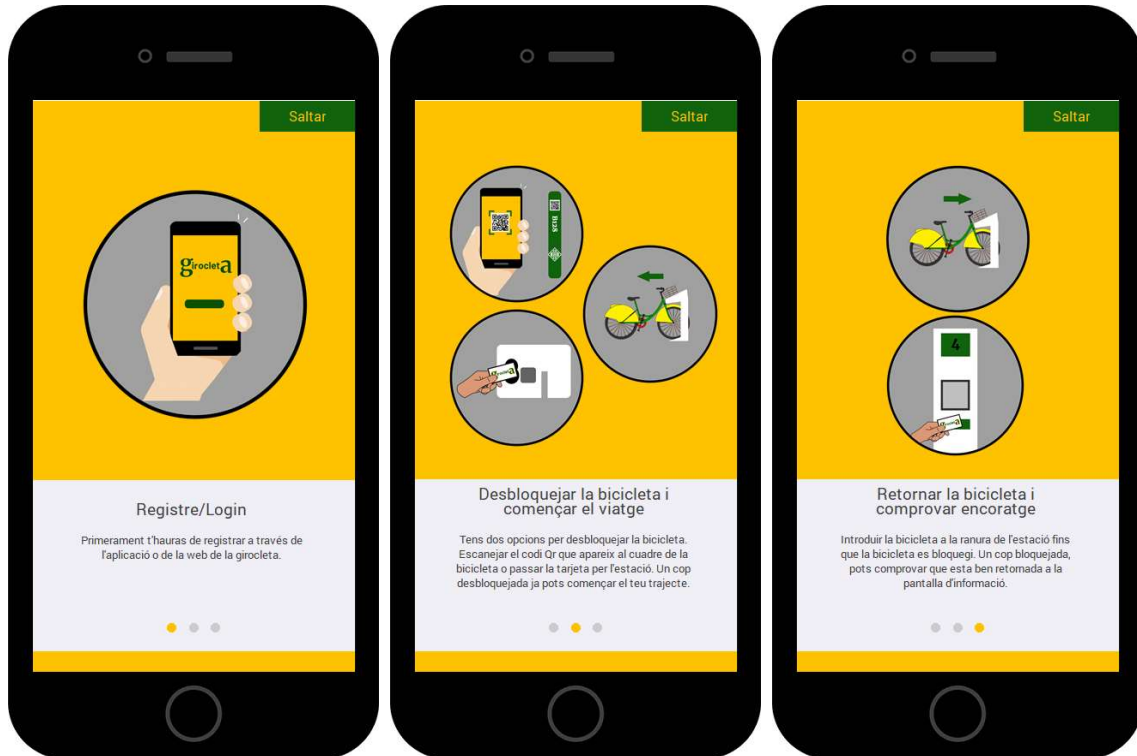 Saltar
girocleta
Registre/Login
Primerament t'hauras de registrar a través de
l'aplicació o de la web de la girocleta.
Saltar
B128
girocleta
Desbloquejar la bicicleta i
començar el viatge
Tens dos opcions per desbloquejar la bicicleta.
Escanejar el codi Qr que apareix al cuadre de la
bicicleta o passar la tarjeta per l'estació. Un cop
desbloquejada ja pots començar el teu trajecte.
Saltar
4
girocleta
Retornar la bicicleta i
comprovar encoratge
Introduir la bicicleta a la ranura de l'estació fins
que la bicicleta es bloquegi. Un cop bloquejada,
pots comprovar que esta ben retornada a la
pantalla d'informació.